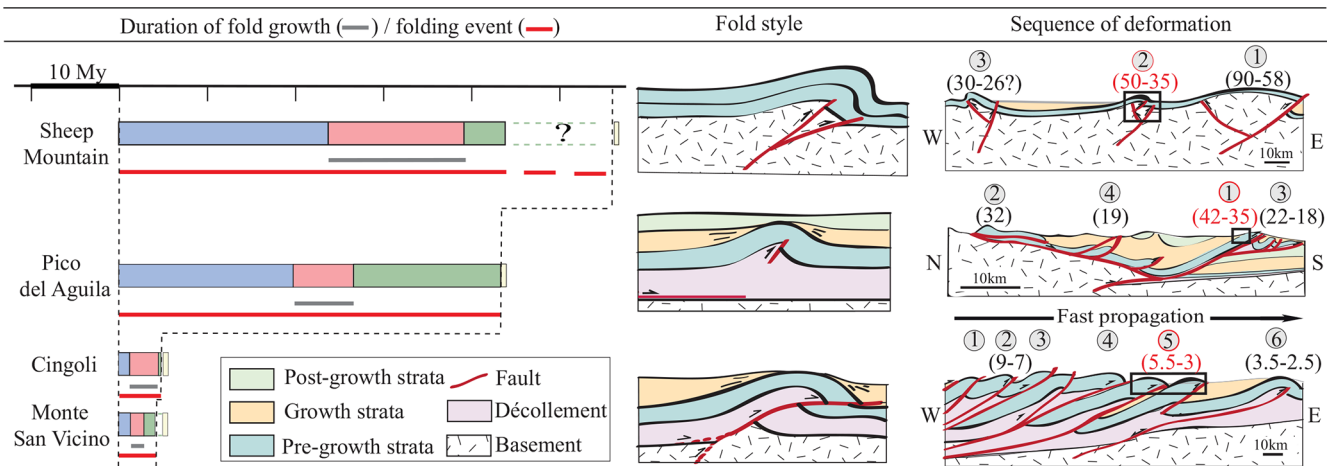 Duration of fold growth ( ) / folding event ( )
Fold style
Sequence of deformation
10 My
Sheep
Mountain
?
3
(30-26?)
2
(50-35)
1
(90-58)
W
E
10km
Pico
del Aguila
2
(32)
4
(19)
1
(42-35)
3
(22-18)
N
S
10km
Cingoli
Monte
San Vicino
Post-growth strata
Growth strata
Pre-growth strata
Fault
Décollement
Basement
Fast propagation
1
2
(9-7)
3
4
5
(5.5-3)
6
(3.5-2.5)
W
E
10km